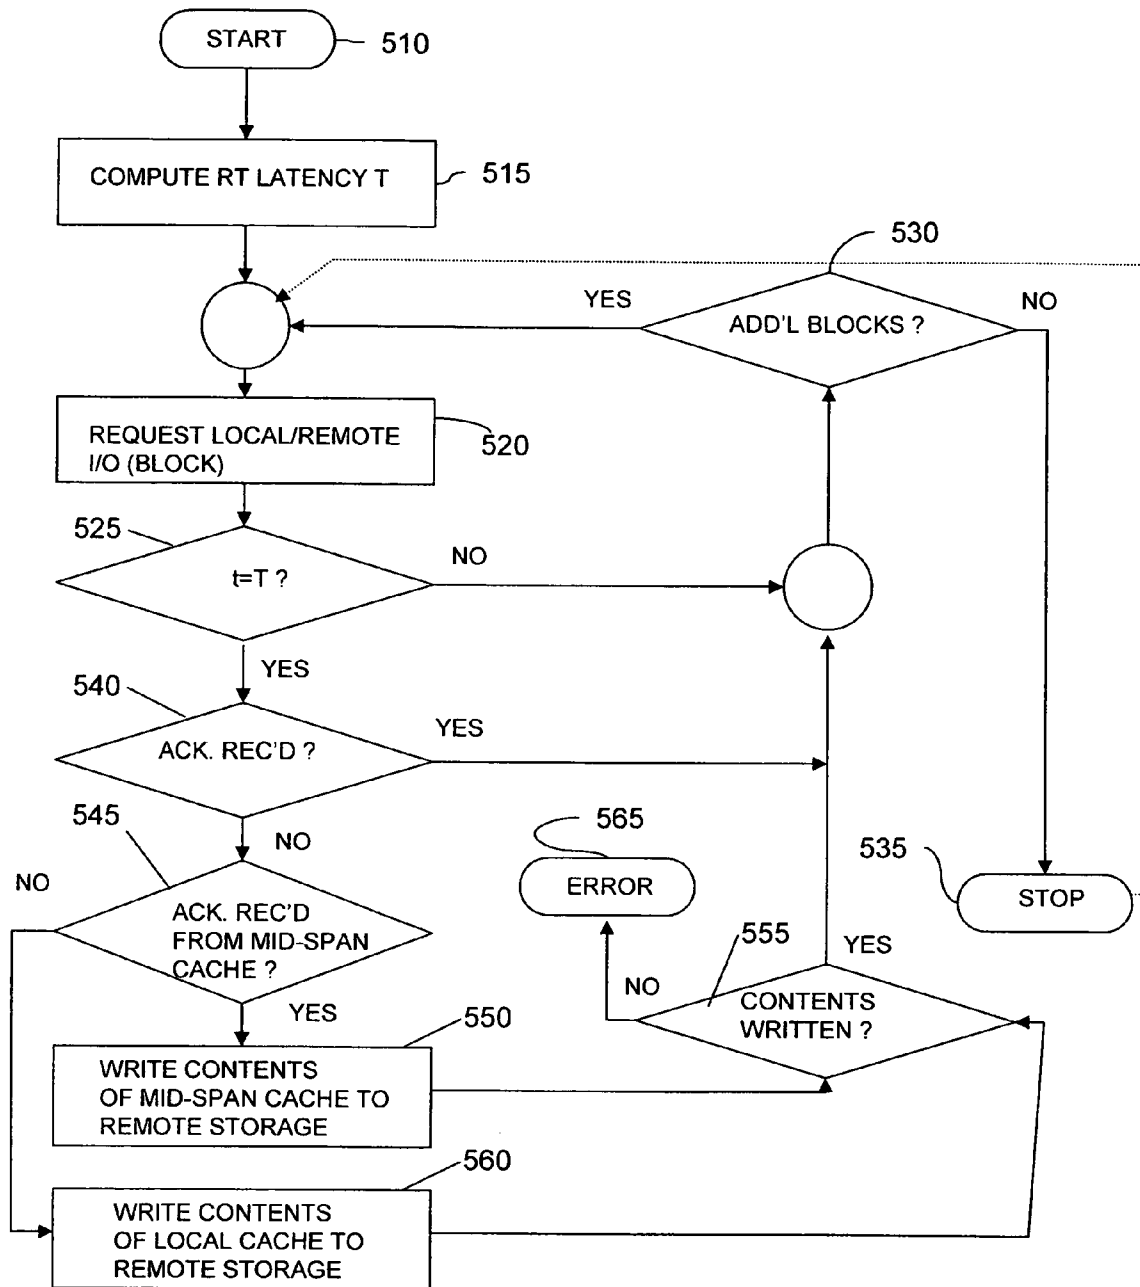 START
510
COMPUTE RT LATENCY T
515
530
YES
ADD'L BLOCKS ?
NO
REQUEST LOCAL/REMOTE
I/O (BLOCK)
520
525
t=T ?
NO
YES
540
ACK. REC'D ?
YES
545
NO
NO
ACK. REC'D
FROM MID-SPAN
CACHE ?
YES
565
ERROR
535
STOP
555
YES
NO
CONTENTS
WRITTEN ?
550
WRITE CONTENTS
OF MID-SPAN CACHE TO
REMOTE STORAGE
560
WRITE CONTENTS
OF LOCAL CACHE TO
REMOTE STORAGE